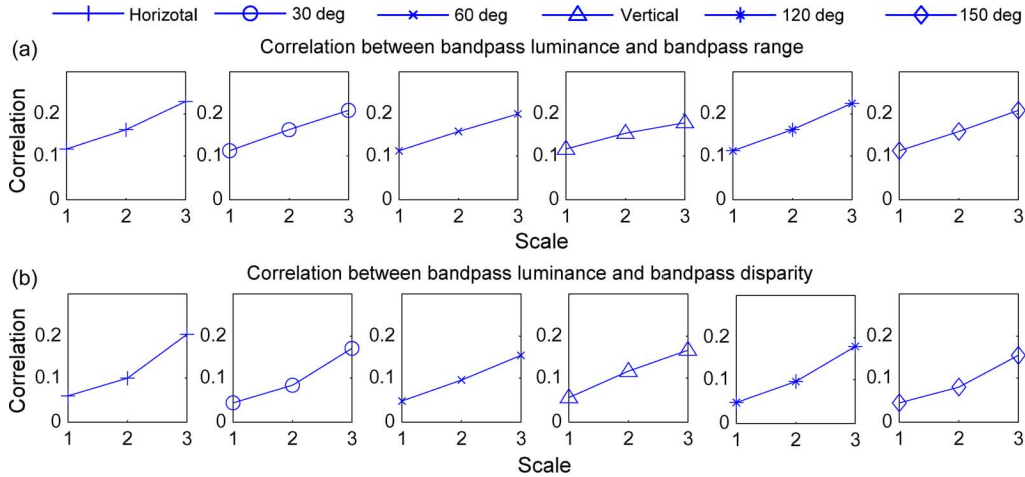 Horizotal 30 deg 60 deg Vertical 120 deg 150 deg
(a) Correlation between bandpass luminance and bandpass range
Correlation
0.2 0.2 0.2 0.2 0.2 0.2
0.1 0.1 0.1 0.1 0.1 0.1
0 0 0 0 0 0
1 2 3 1 2 3 1 2 3 1 2 3 1 2 3 1 2 3
Scale
(b) Correlation between bandpass luminance and bandpass disparity
Correlation
0.2 0.2 0.2 0.2 0.2 0.2
0.1 0.1 0.1 0.1 0.1 0.1
0 0 0 0 0 0
1 2 3 1 2 3 1 2 3 1 2 3 1 2 3 1 2 3
Scale